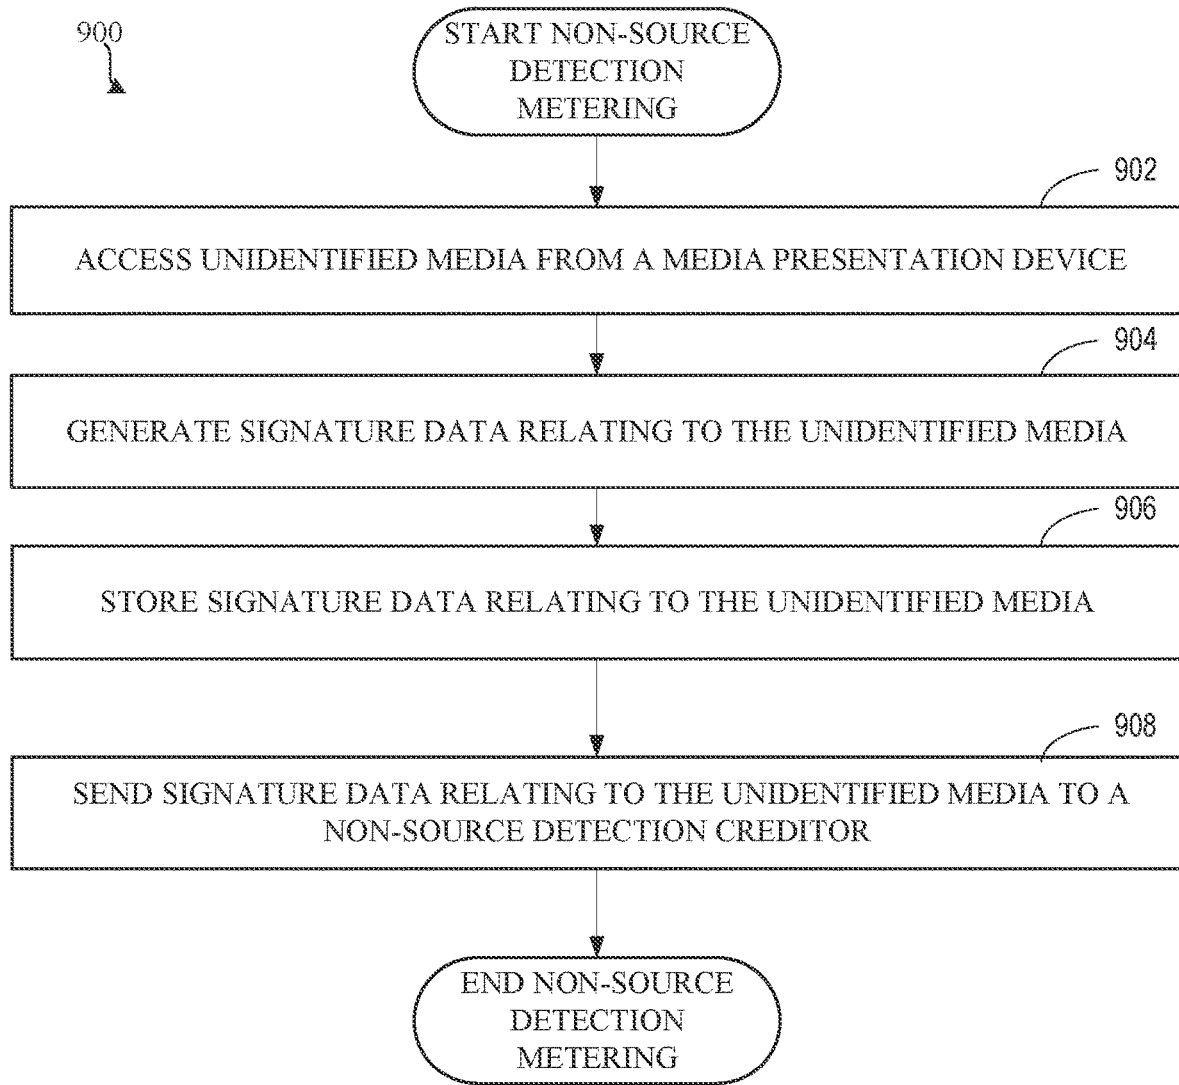 900
START NON-SOURCE
DETECTION
METERING
902
ACCESS UNIDENTIFIED MEDIA FROM A MEDIA PRESENTATION DEVICE
904
GENERATE SIGNATURE DATA RELATING TO THE UNIDENTIFIED MEDIA
906
STORE SIGNATURE DATA RELATING TO THE UNIDENTIFIED MEDIA
908
SEND SIGNATURE DATA RELATING TO THE UNIDENTIFIED MEDIA TO A
NON-SOURCE DETECTION CREDITOR
END NON-SOURCE
DETECTION
METERING